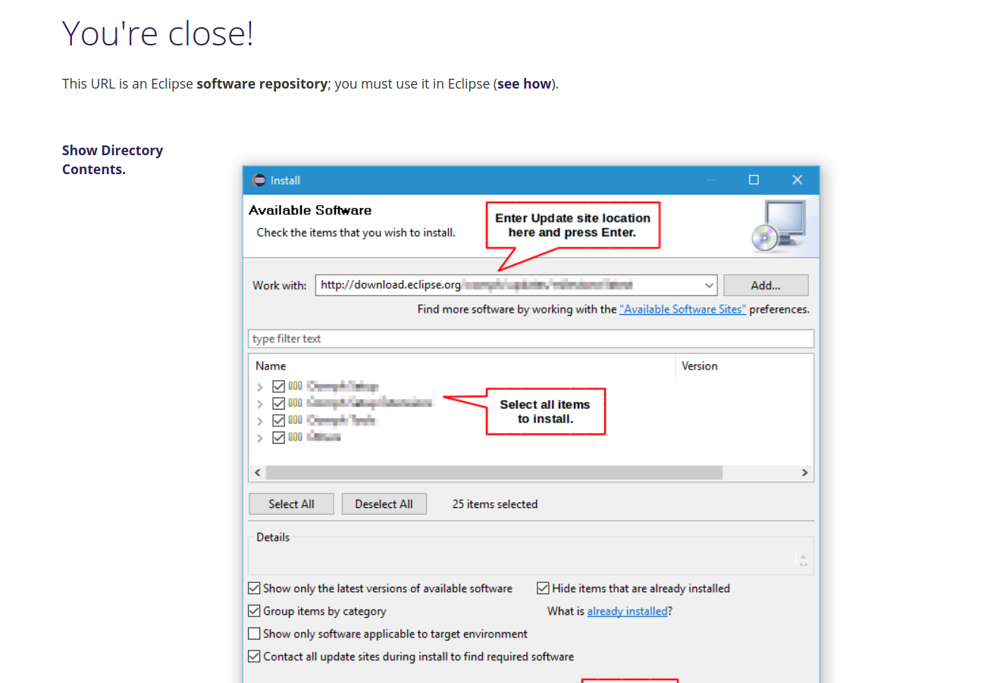 You're close!
This URL is an Eclipse software repository; you must use it in Eclipse (see how).
Show Directory
Contents.
Install
Available Software
Check the items that you wish to install.
Enter Update site location
here and press Enter.
Work with:
http://download.eclipse.org
Add...
Find more software by working with the "Available Software Sites" preferences.
type filter text
Name
Version
Select all items
to install.
Select All
Deselect All
25 items selected
Details
Show only the latest versions of available software
Hide items that are already installed
Group items by category
What is already installed?
Show only software applicable to target environment
Contact all update sites during install to find required software